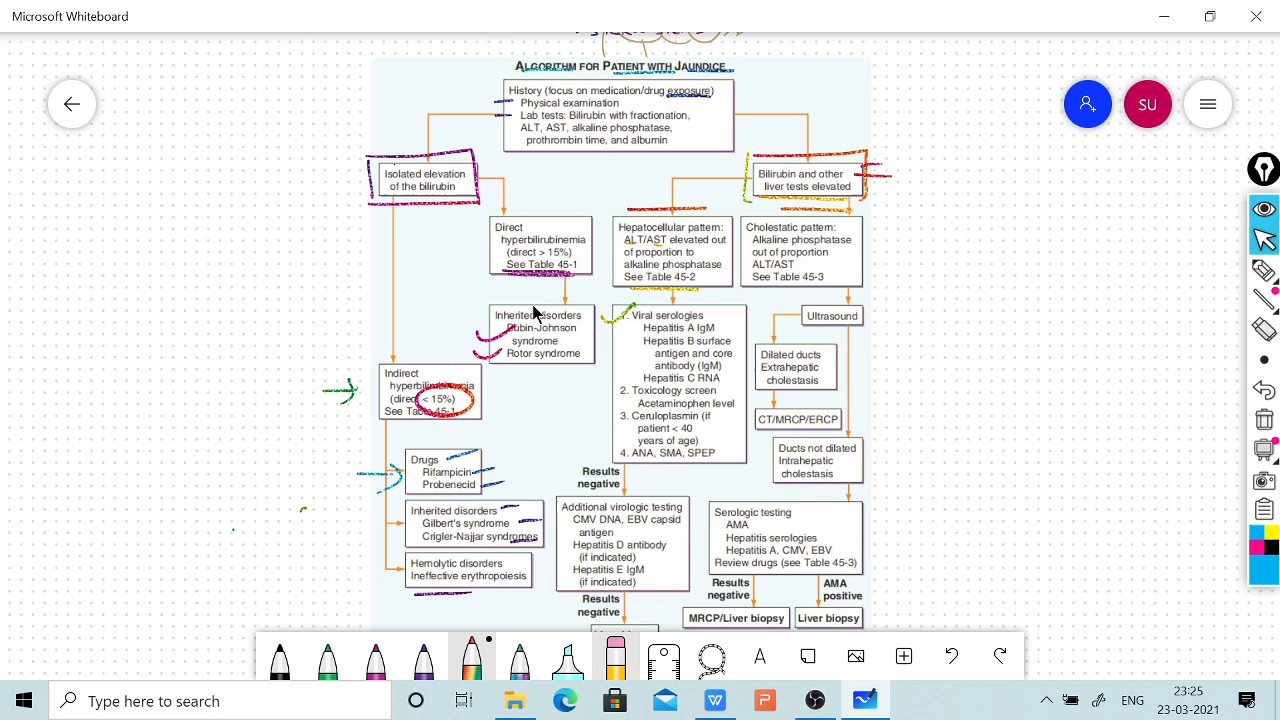 Microsoft Whiteboard
SU
ALGORITHM FOR PATIENT WITH JAUNDICE
History (focus on medication/drug exposure)
Physical examination
Lab tests: Bilirubin with fractionation,
ALT, AST, alkaline phosphatase,
prothrombin time, and albumin
Isolated elevation
of the bilirubin
Bilirubin and other
liver tests elevated
Direct
hyperbilirubinemia
(direct > 15%)
See Table 45-1
Hepatocellular pattern:
ALT/AST elevated out
of proportion to
alkaline phosphatase
See Table 45-2
Cholestatic pattern:
Alkaline phosphatase
out of proportion
ALT/AST
See Table 45-3
Inherited disorders
Dubin-Johnson
syndrome
Rotor syndrome
1. Viral serologies
Hepatitis A IgM
Hepatitis B surface
antigen and core
antibody (IgM)
Hepatitis C RNA
2. Toxicology screen
Acetaminophen level
3. Ceruloplasmin (if
patient < 40
years of age)
4. ANA, SMA, SPEP
Ultrasound
Dilated ducts
Extrahepatic
cholestasis
CT/MRCP/ERCP
Ducts not dilated
Intrahepatic
cholestasis
Indirect
hyperbilirubinemia
(direct < 15%)
See Table 45-1
Drugs
Rifampicin
Probenecid
Inherited disorders
Gilbert's syndrome
Crigler-Najjar syndromes
Hemolytic disorders
Ineffective erythropoiesis
Results
negative
Additional virologic testing
CMV DNA, EBV capsid
antigen
Hepatitis D antibody
(if indicated)
Hepatitis E IgM
(if indicated)
Results
negative
Serologic testing
AMA
Hepatitis serologies
Hepatitis A, CMV, EBV
Review drugs (see Table 45-3)
Results
negative
AMA
positive
MRCP/Liver biopsy
Liver biopsy
A
Type here to search
W
P
ENG
23:25
23-03-2021